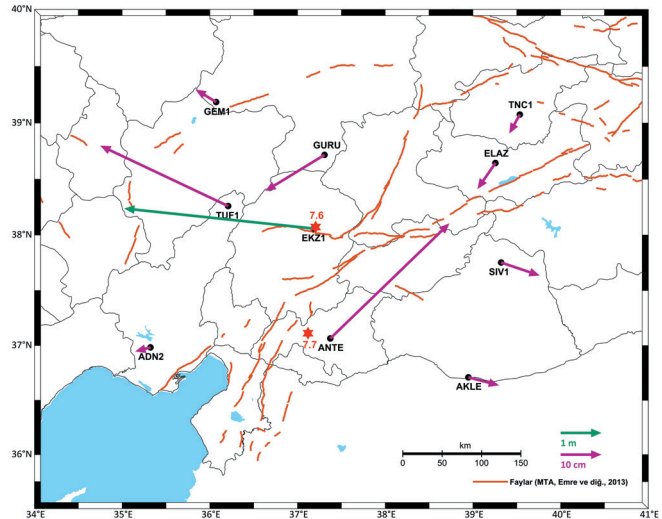 40°N
39°N
38°N
37°N
36°N
34°E
35°E
36°E
37°E
38°E
39°E
40°E
41°E
GEM1
TNC1
GURU
ELAZ
TUF1
7.6
EKZ1
SIV1
7.7
ANTE
ADN2
AKLE
km
0 50 100 150
1 m
10 cm
Faylar (MTA, Emre ve diğ., 2013)